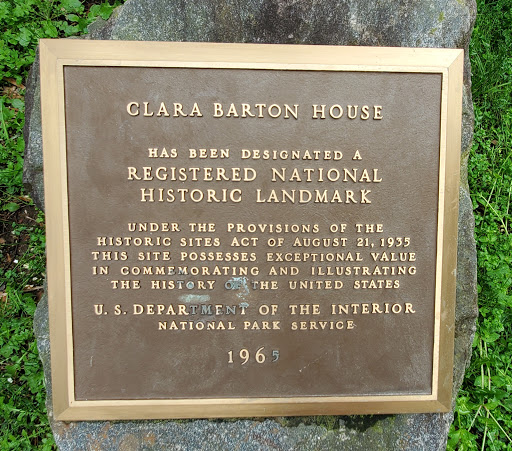 CLARA BARTON HOUSE
HAS BEEN DESIGNATED A
REGISTERED NATIONAL
HISTORIC LANDMARK
UNDER THE PROVISIONS OF THE
HISTORIC SITES ACT OF AUGUST 21, 1935
THIS SITE POSSESSES EXCEPTIONAL VALUE
IN COMMEMORATING AND ILLUSTRATING
THE HISTORY OF THE UNITED STATES
U. S. DEPARTMENT OF THE INTERIOR
NATIONAL PARK SERVICE
1965